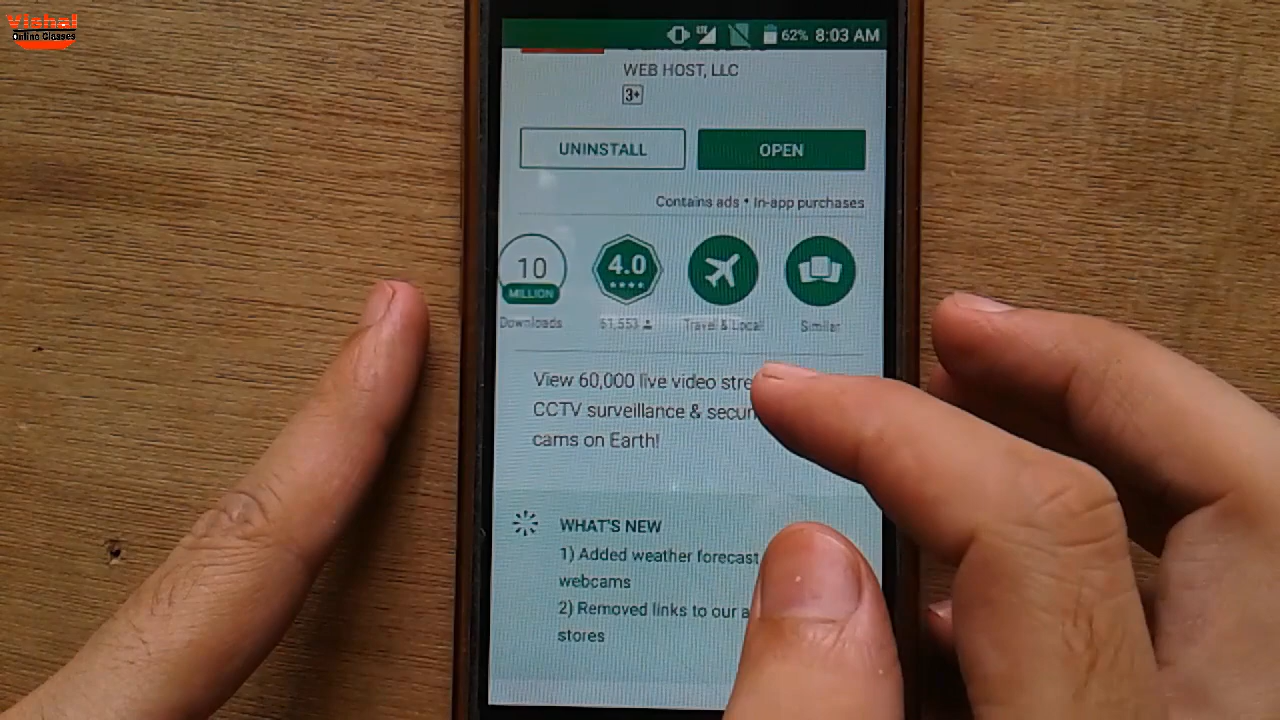 Vizhal
Online Classes
62% 8:03 AM
WEB HOST, LLC
3+
UNINSTALL
OPEN
Contains ads • In-app purchases
10
MILLION
Downloads
4.0
61,553
Travel & Local
Similar
View 60,000 live video stre
CCTV surveillance & secur
cams on Earth!
WHAT'S NEW
1) Added weather forecast
webcams
2) Removed links to our a
stores